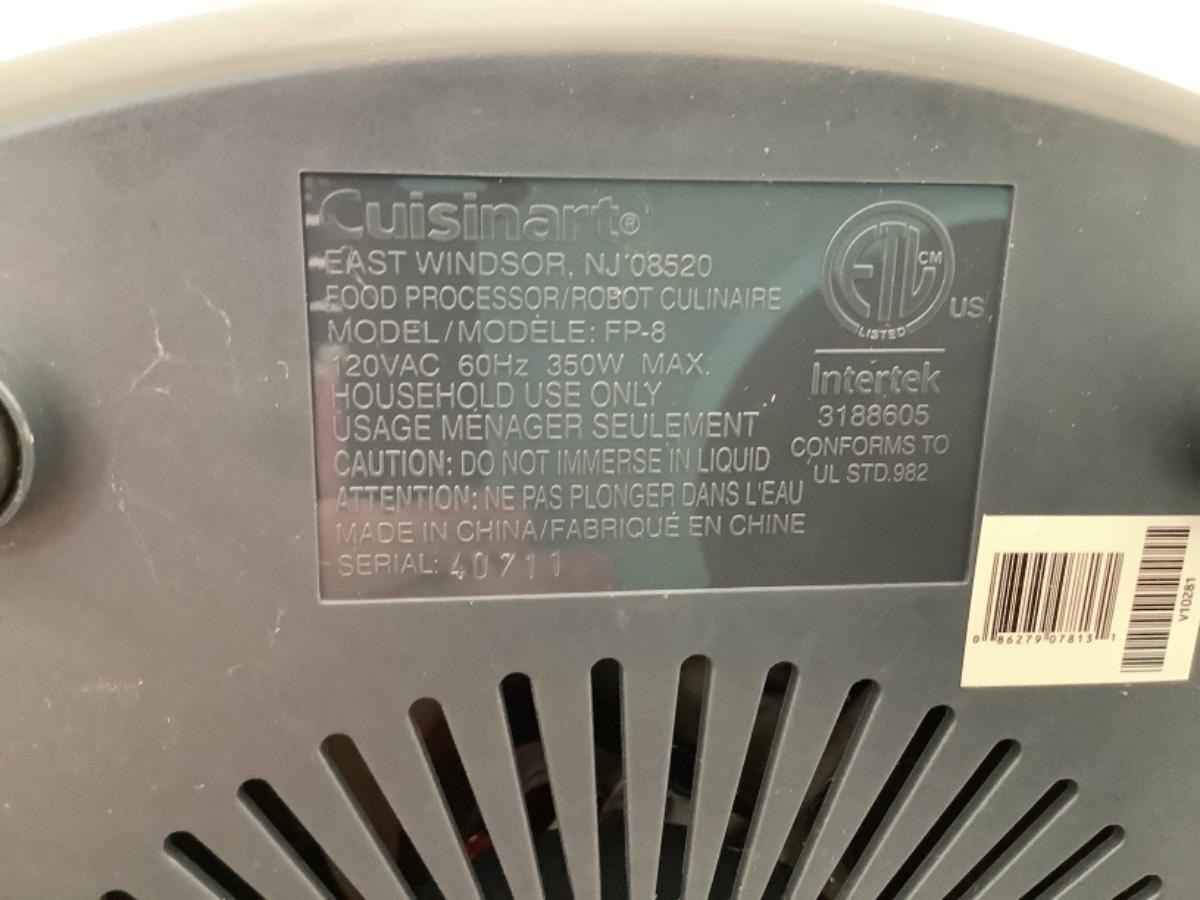 Cuisinart®
EAST WINDSOR, NJ 08520
FOOD PROCESSOR/ROBOT CULINAIRE
MODEL/MODÈLE: FP-8
120VAC 60Hz 350W MAX.
HOUSEHOLD USE ONLY
USAGE MÉNAGER SEULEMENT
CAUTION: DO NOT IMMERSE IN LIQUID
ATTENTION: NE PAS PLONGER DANS L'EAU
MADE IN CHINA/FABRIQUÉ EN CHINE
SERIAL: 40711
ETL CM
US
LISTED
Intertek
3188605
CONFORMS TO
UL STD.982
0 86279 07813 1
V10281